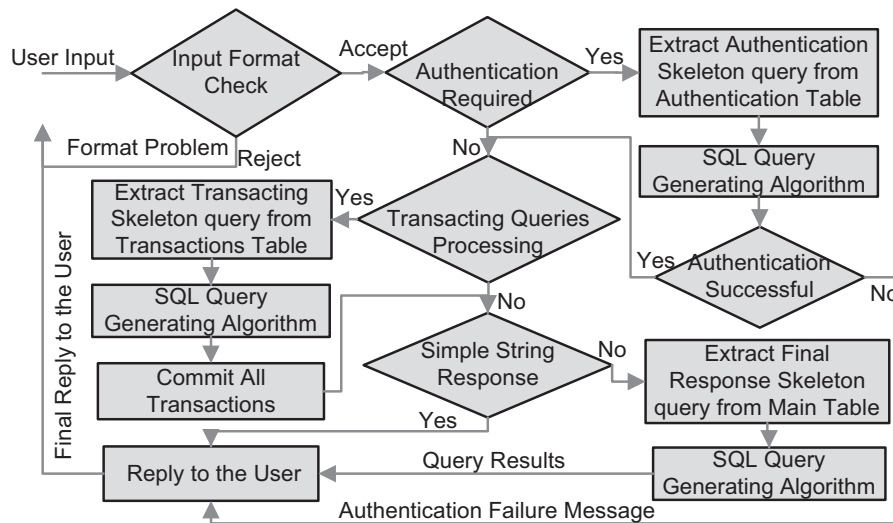 User Input
Input Format
Check
Accept
Authentication
Required
Yes
Extract Authentication
Skeleton query from
Authentication Table
Format Problem
Reject
No
SQL Query
Generating Algorithm
Extract Transacting
Skeleton query from
Transactions Table
Yes
Transacting Queries
Processing
Yes
Authentication
Successful
No
Final Reply to the User
SQL Query
Generating Algorithm
No
Simple String
Response
No
Extract Final
Response Skeleton
query from Main Table
Commit All
Transactions
Yes
Reply to the User
Query Results
SQL Query
Generating Algorithm
Authentication Failure Message